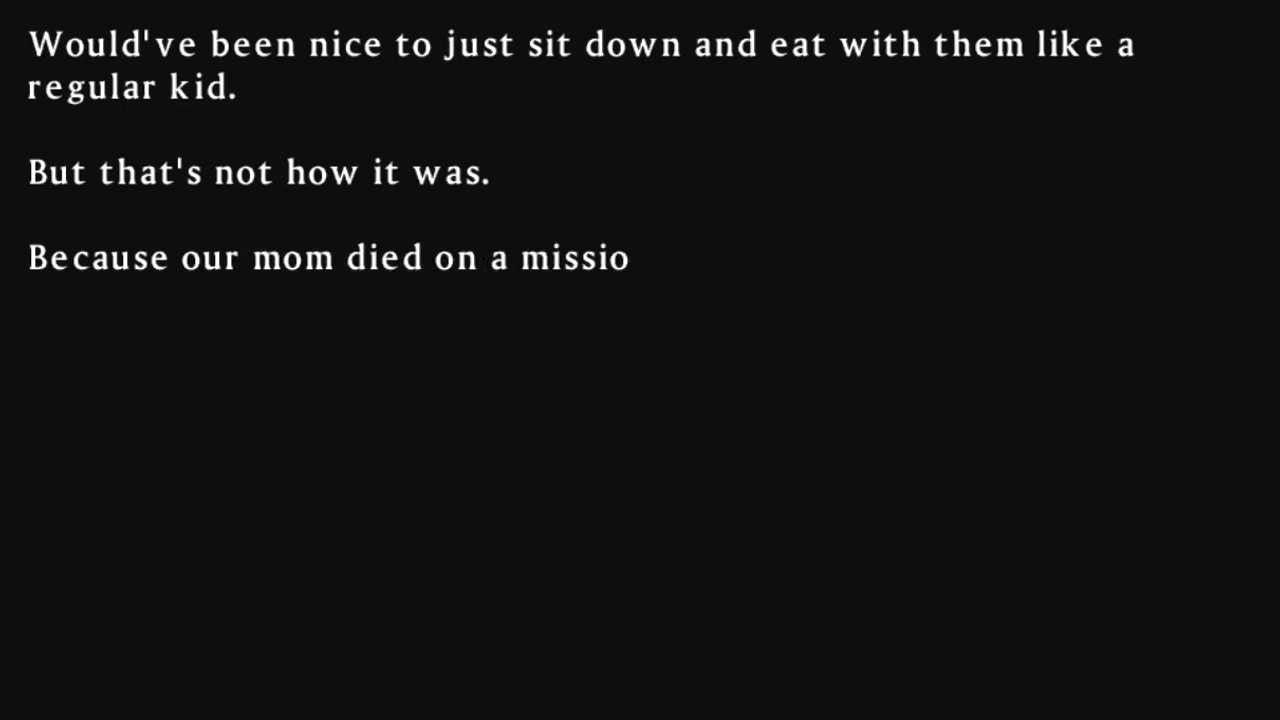 Would've been nice to just sit down and eat with them like a
regular kid.
But that's not how it was.
Because our mom died on a missio